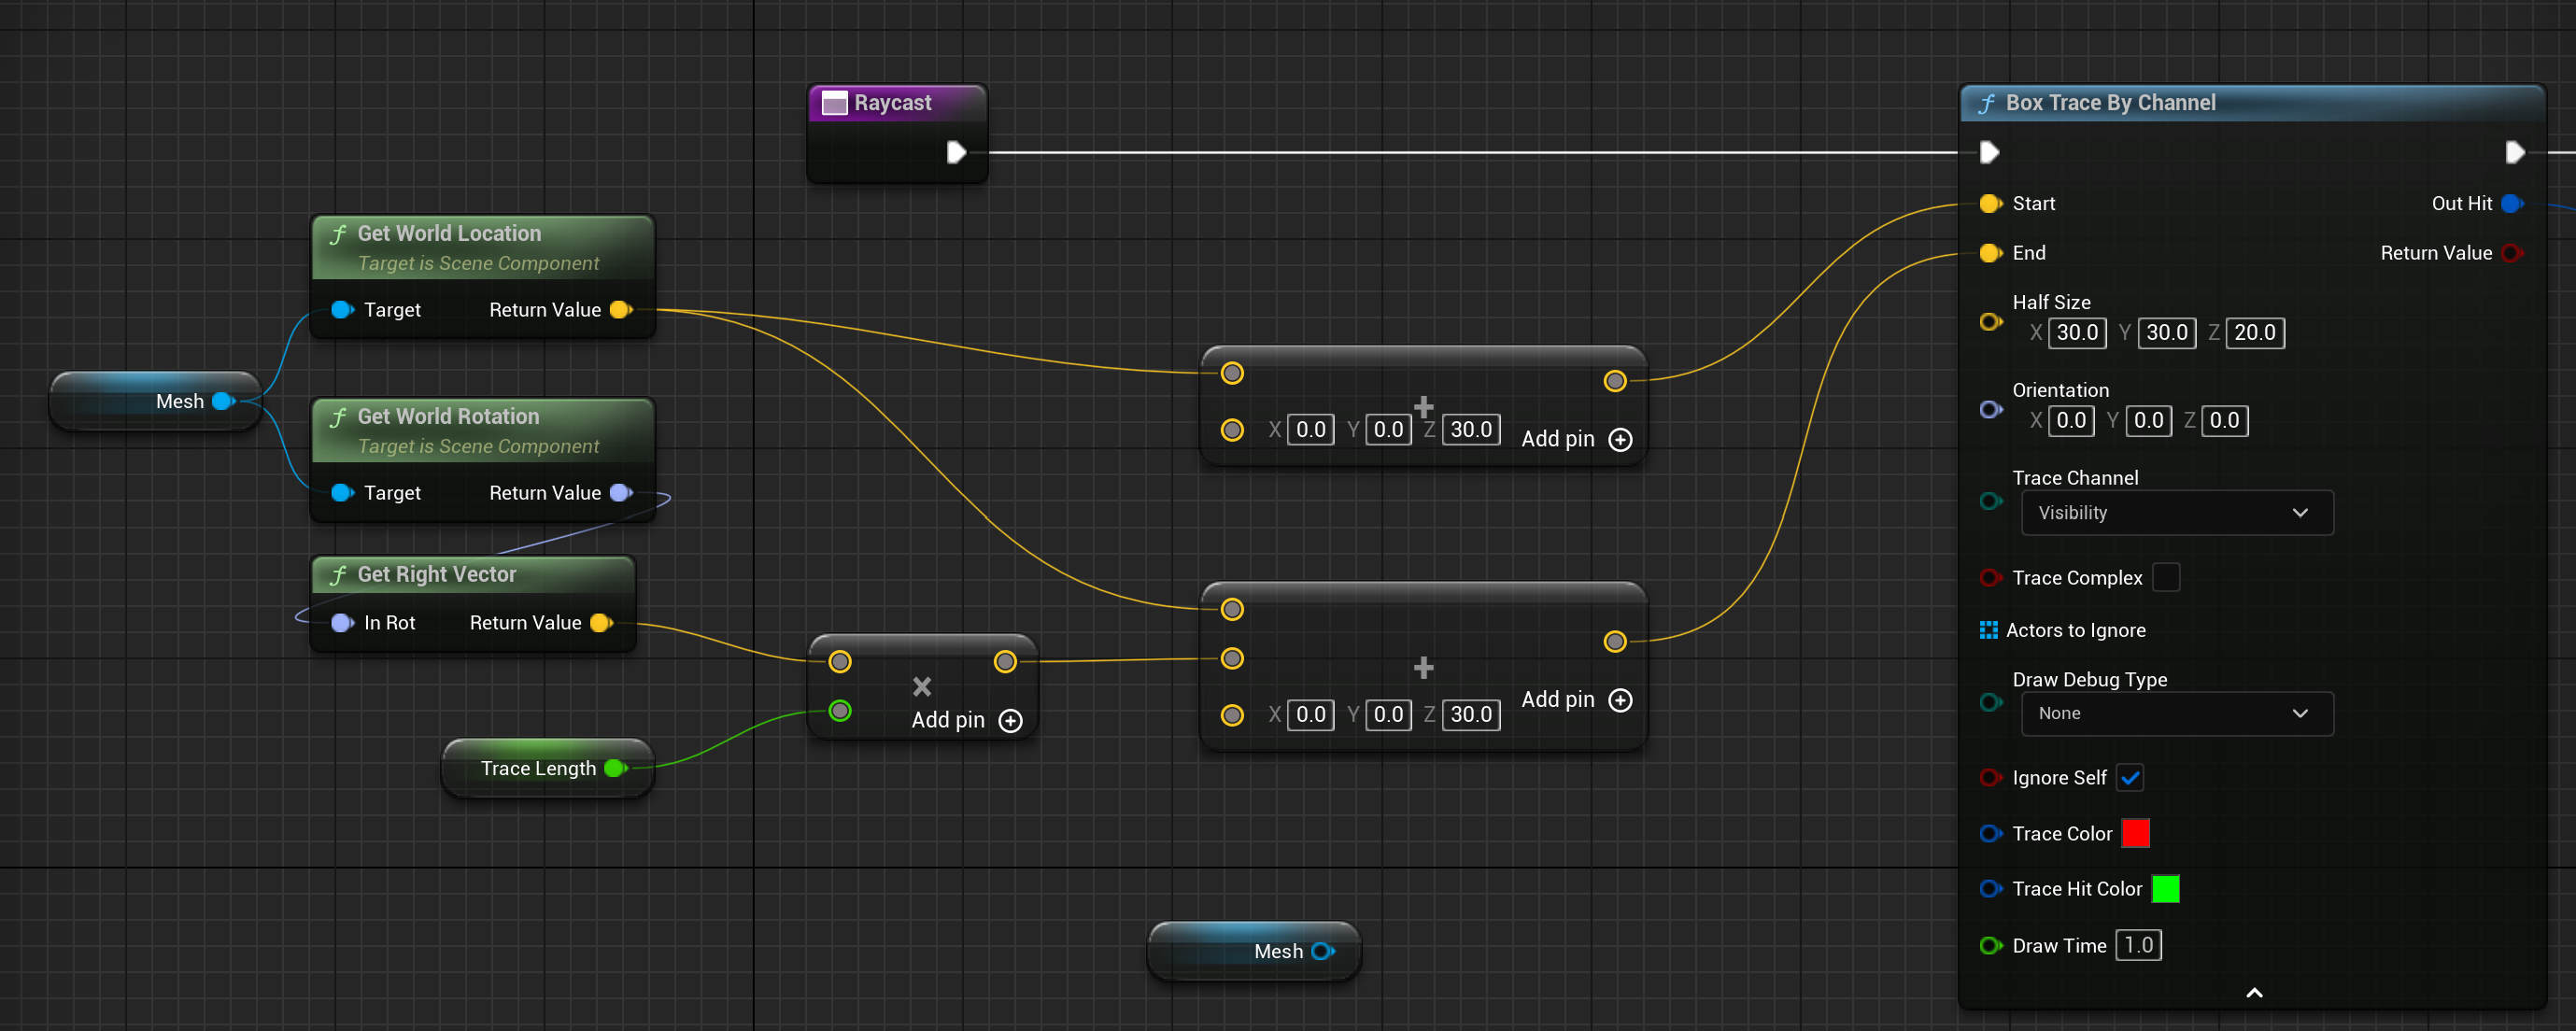 Raycast
Box Trace By Channel
Start
Out Hit
End
Return Value
Half Size
X 30.0 Y 30.0 Z 20.0
Orientation
X 0.0 Y 0.0 Z 0.0
Trace Channel
Visibility
Trace Complex
Actors to Ignore
Draw Debug Type
None
Ignore Self
Trace Color
Trace Hit Color
Draw Time 1.0
Get World Location
Target is Scene Component
Target Return Value
Mesh
Get World Rotation
Target is Scene Component
Target Return Value
Get Right Vector
In Rot Return Value
Trace Length
Add pin
X 0.0 Y 0.0 Z 30.0 Add pin
X 0.0 Y 0.0 Z 30.0 Add pin
Mesh